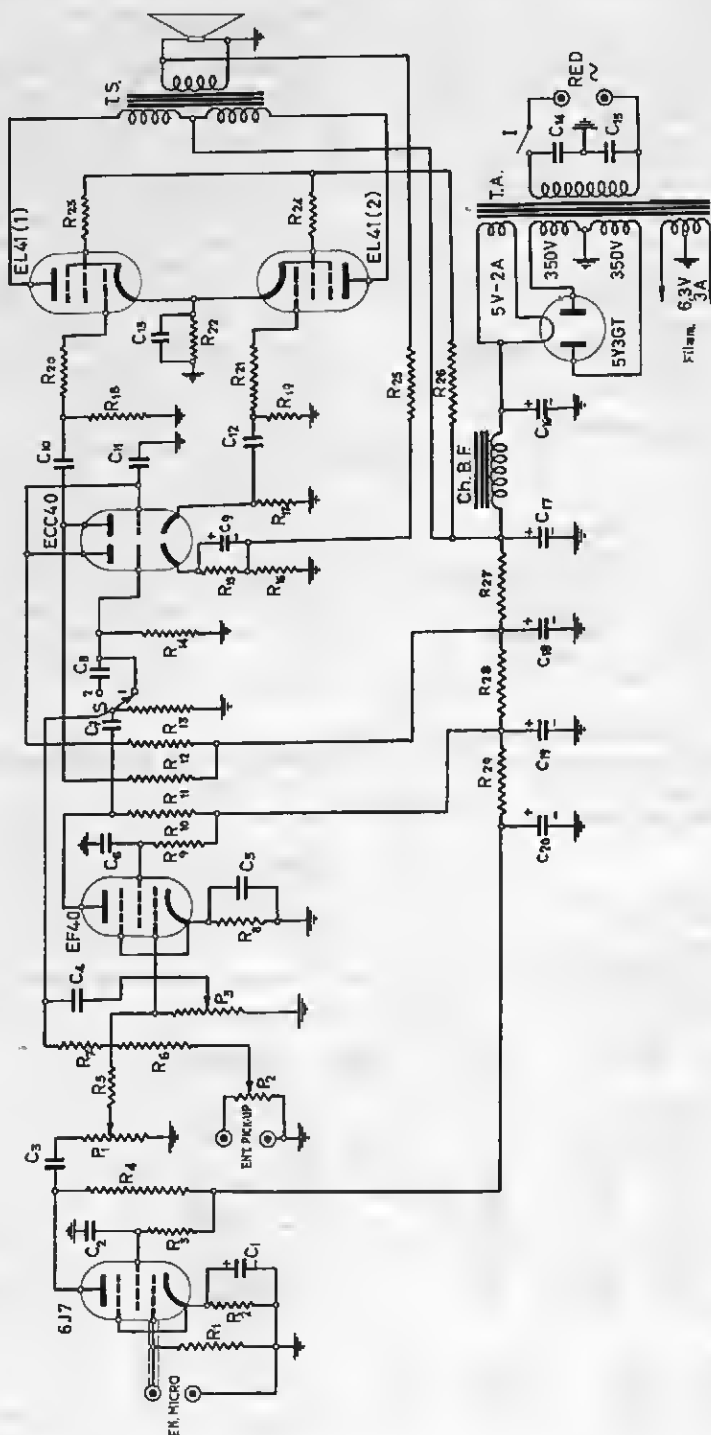 EN. MICRO
6J7
R1
R2
C1
C2
R3
R4
C3
P1
R5
ENT. PICK-UP
P2
R6
R7
C4
P3
EF40
R8
C5
C6
R9
R10
R11
R12
R13
C7
S
1
2
C8
R14
ECC40
R15
R16
C9
R17
C10
C11
C12
R18
R19
R20
R21
C13
R22
EL41(1)
EL41(2)
R23
R24
T.S.
R25
R26
Ch.B.F.
C16
C17
R27
C18
R28
C19
R29
C20
5Y3GT
5V-2A
350V
350V
6,3V
3A
Filam.
T.A.
I
C14
C15
RED
~